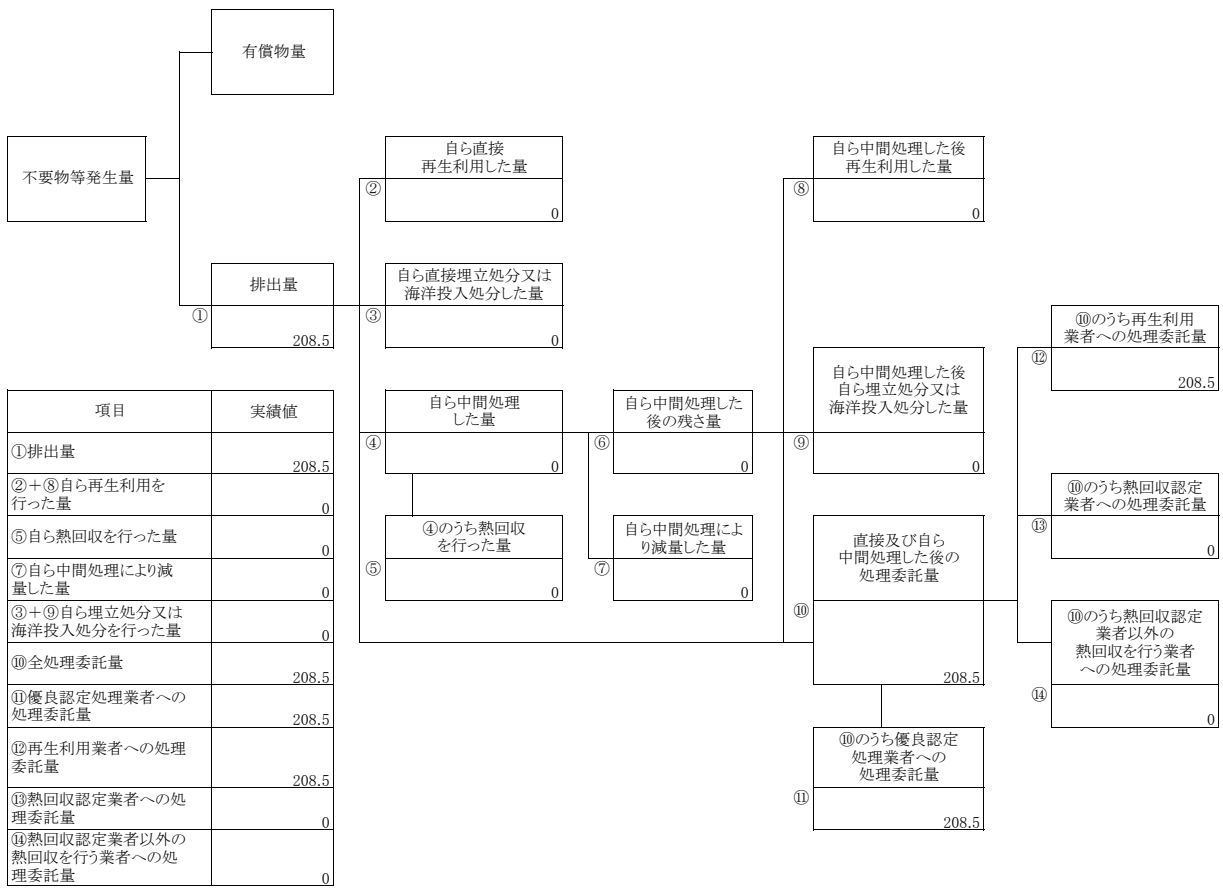 有償物量
不要物等発生量
排出量
①
208.5
自ら直接
再生利用した量
②
0
自ら直接埋立処分又は
海洋投入処分した量
③
0
自ら中間処理
した量
④
0
④のうち熱回収
を行った量
⑤
0
自ら中間処理した
後の残さ量
⑥
0
自ら中間処理によ
り減量した量
⑦
0
自ら中間処理した後
再生利用した量
⑧
0
自ら中間処理した後
自ら埋立処分又は
海洋投入処分した量
⑨
0
直接及び自ら
中間処理した後の
処理委託量
⑩
208.5
⑩のうち優良認定
処理業者への
処理委託量
⑪
208.5
⑩のうち再生利用
業者への処理委託量
⑫
208.5
⑩のうち熱回収認定
業者への処理委託量
⑬
0
⑩のうち熱回収認定
業者以外の
熱回収を行う業者
への処理委託量
⑭
0
項目 実績値
①排出量
208.5
②＋⑧自ら再生利用を
行った量
0
⑤自ら熱回収を行った量
0
⑦自ら中間処理により減
量した量
0
③＋⑨自ら埋立処分又は
海洋投入処分を行った量
0
⑩全処理委託量
208.5
⑪優良認定処理業者への
処理委託量
208.5
⑫再生利用業者への処理
委託量
208.5
⑬熱回収認定業者への処
理委託量
0
⑭熱回収認定業者以外の
熱回収を行う業者への処
理委託量
0